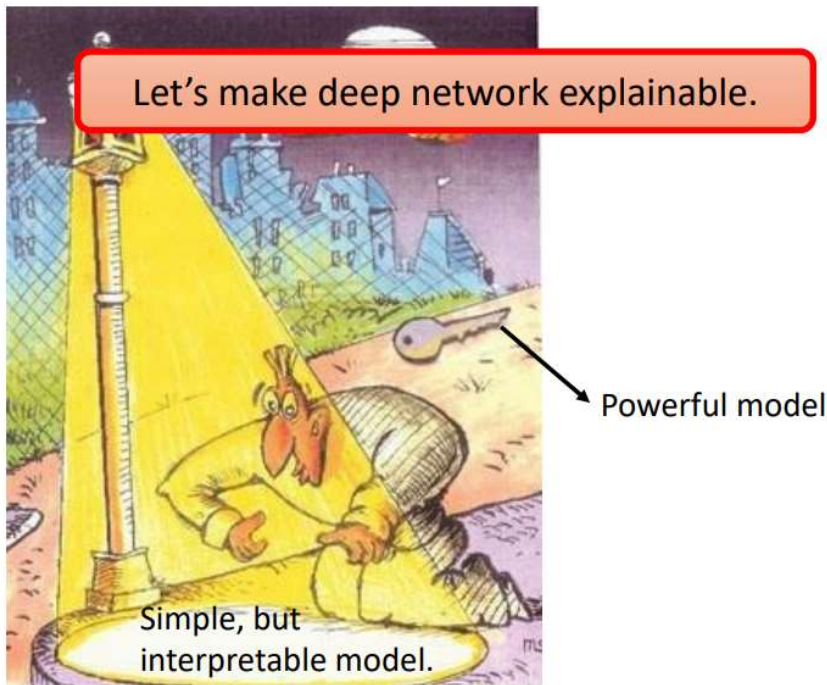 Let’s make deep network explainable.
Powerful model
Simple, but
interpretable model.